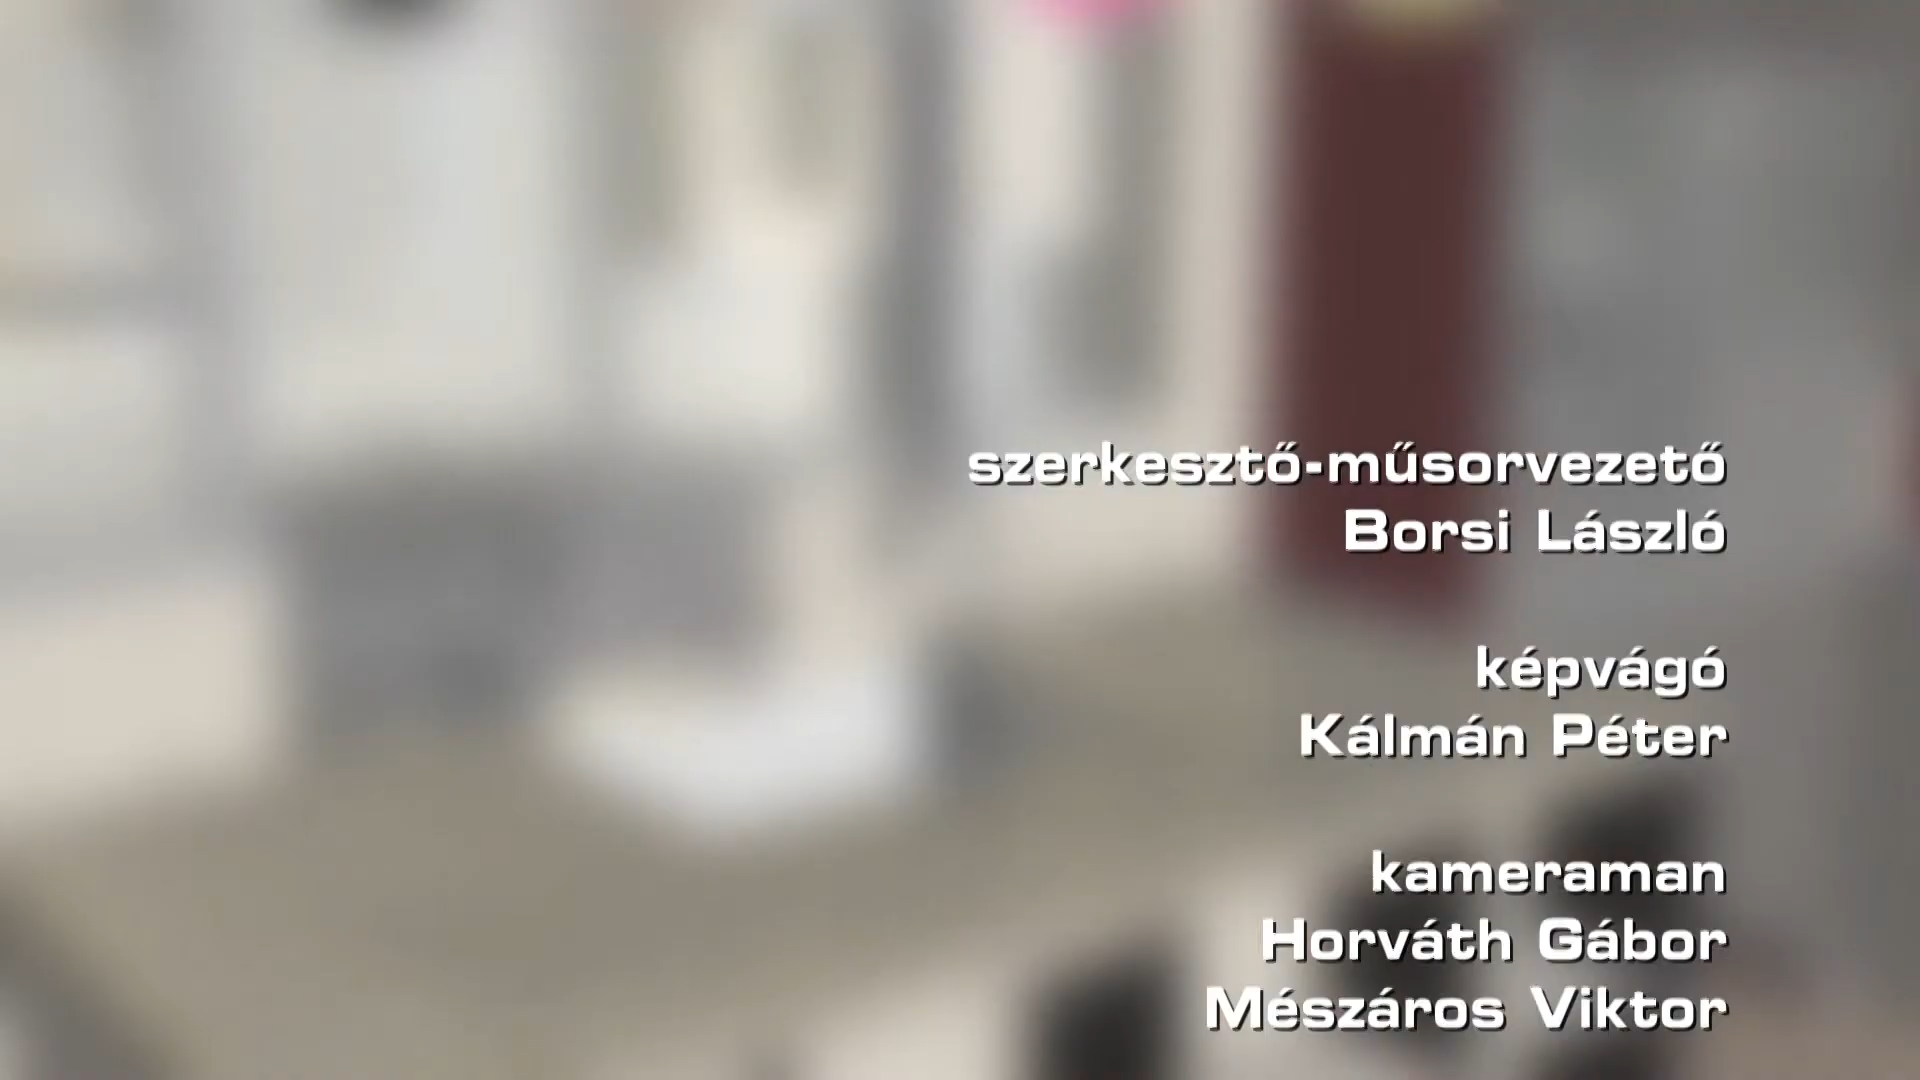 szerkesztő-műsorvezető
Borsi László
képvágó
Kálmán Péter
kameraman
Horváth Gábor
Mészáros Viktor